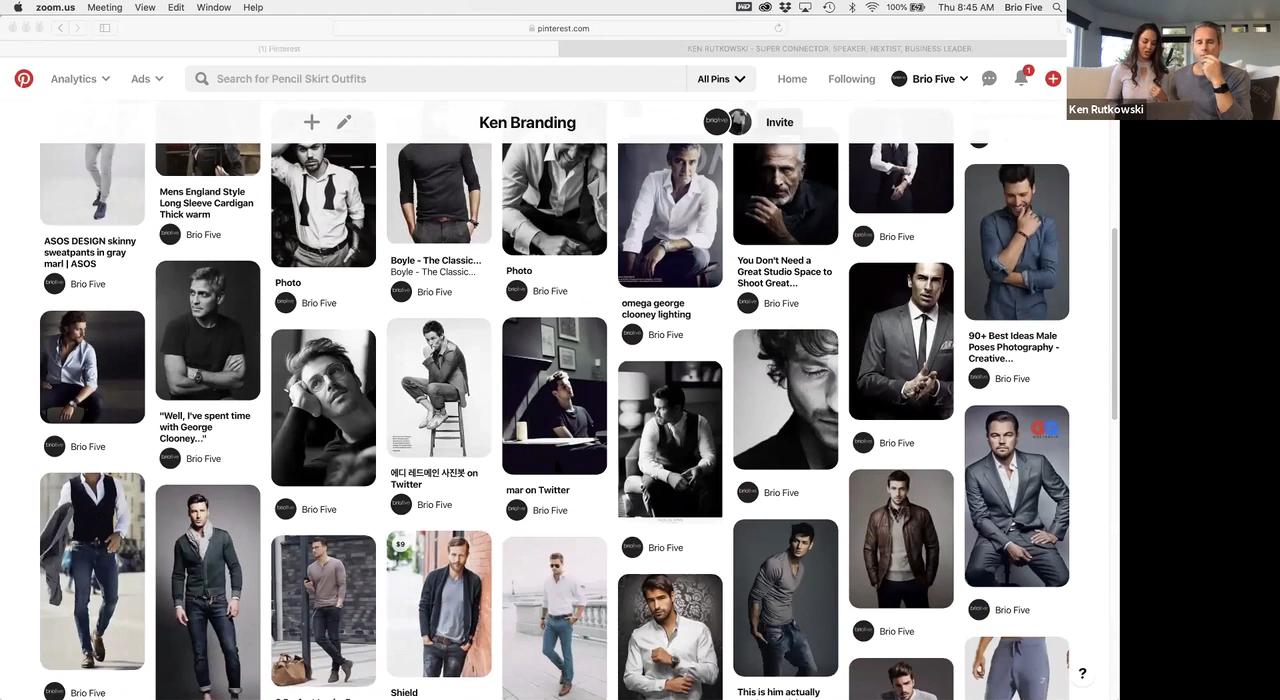 zoom.us Meeting View Edit Window Help
100% Thu 8:45 AM Brio Five
pinterest.com
(1) Pinterest
KEN RUTKOWSKI - SUPER CONNECTOR, SPEAKER, HEXTIST, BUSINESS LEADER.
Analytics
Ads
Search for Pencil Skirt Outfits
All Pins
Home
Following
Brio Five
1
Ken Rutkowski
Ken Branding
Invite
ASOS DESIGN skinny
sweatpants in gray
marl | ASOS
Brio Five
Brio Five
Brio Five
Mens England Style
Long Sleeve Cardigan
Thick warm
Brio Five
"Well, I've spent time
with George
Clooney..."
Brio Five
Photo
Brio Five
Brio Five
Boyle - The Classic...
Boyle - The Classic...
Brio Five
에디 레드메인 사진봇 on
Twitter
Brio Five
$9
Shield
Photo
Brio Five
mar on Twitter
Brio Five
omega george
clooney lighting
Brio Five
Brio Five
You Don't Need a
Great Studio Space to
Shoot Great...
Brio Five
Brio Five
This is him actually
Brio Five
Brio Five
Brio Five
90+ Best Ideas Male
Poses Photography -
Creative...
Brio Five
Brio Five
?